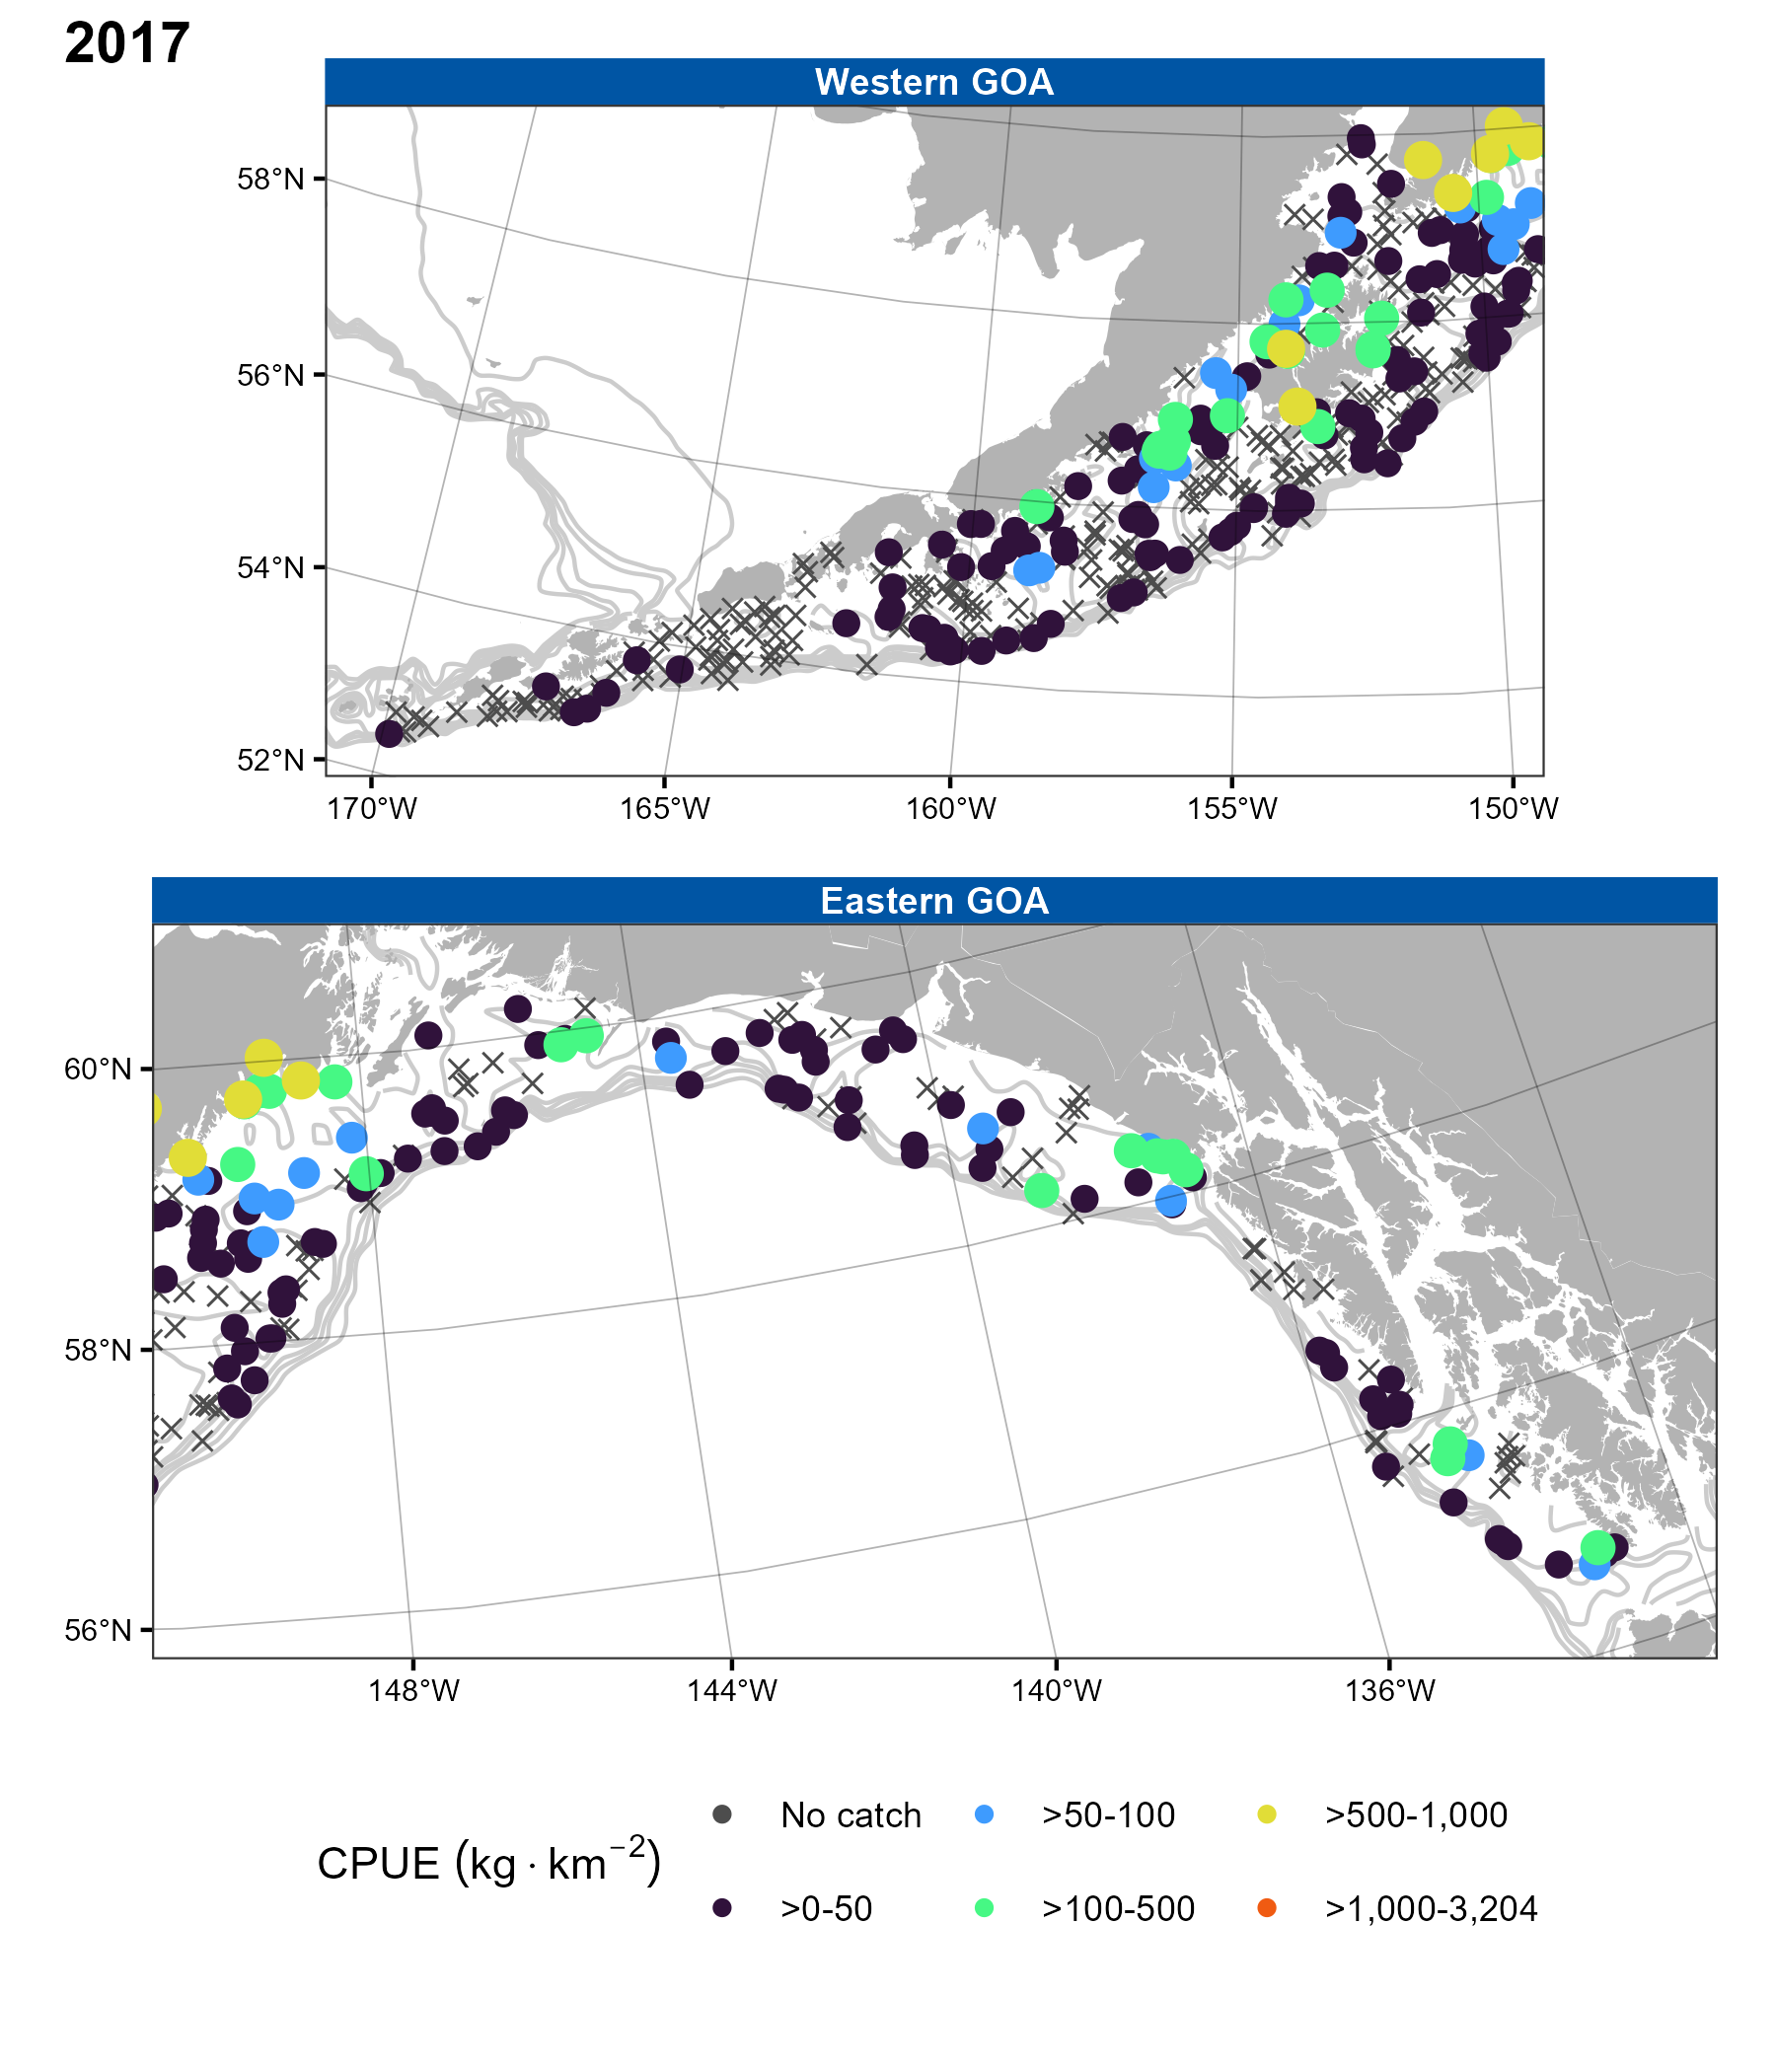 2017
Western GOA
58°N
56°N
54°N
52°N
170°W 165°W 160°W 155°W 150°W
Eastern GOA
60°N
58°N
56°N
148°W 144°W 140°W 136°W
CPUE (kg · km−2)
No catch >50-100 >500-1,000
>0-50 >100-500 >1,000-3,204